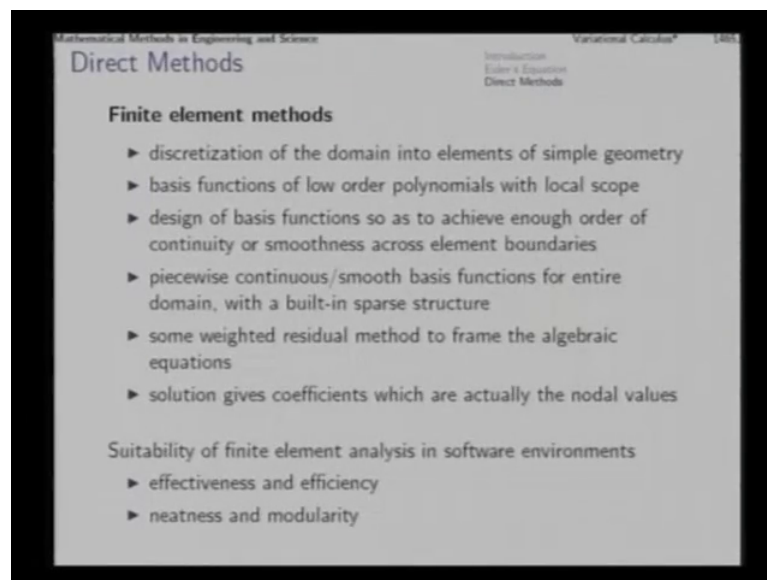 Mathematical Methods in Engineering and Science
Variational Calculus*
1465,
Direct Methods
Introduction
Euler's Equation
Direct Methods
Finite element methods
► discretization of the domain into elements of simple geometry
► basis functions of low order polynomials with local scope
► design of basis functions so as to achieve enough order of
continuity or smoothness across element boundaries
► piecewise continuous/smooth basis functions for entire
domain, with a built-in sparse structure
► some weighted residual method to frame the algebraic
equations
► solution gives coefficients which are actually the nodal values
Suitability of finite element analysis in software environments
► effectiveness and efficiency
► neatness and modularity